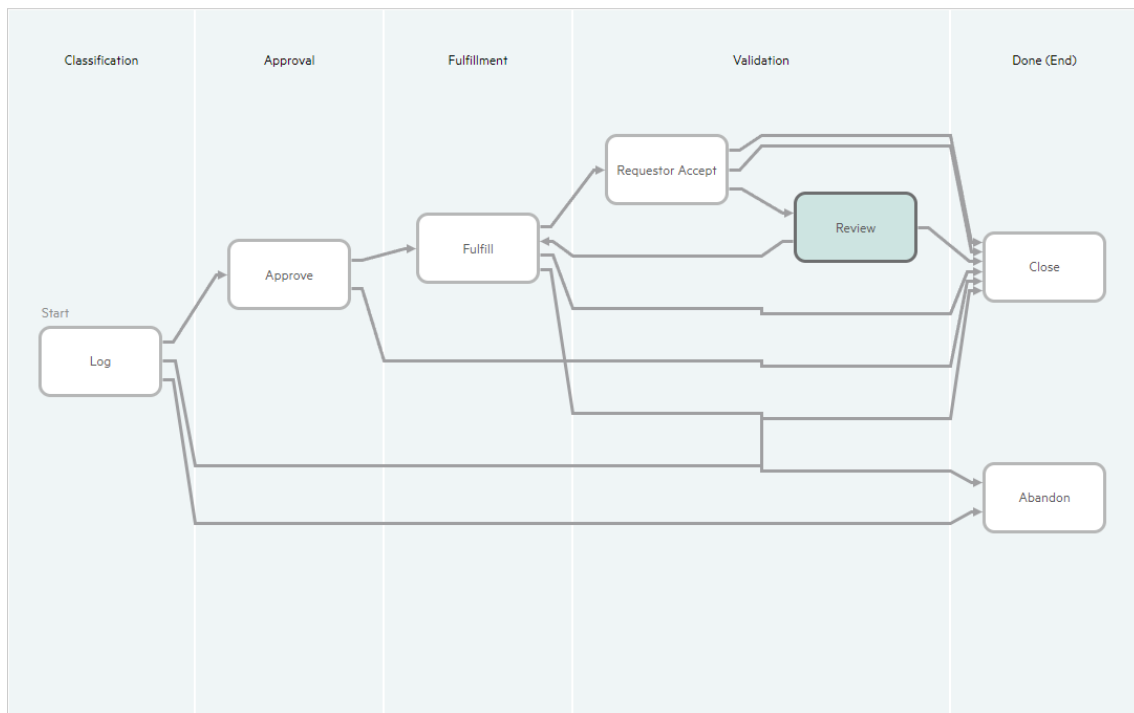 Classification
Approval
Fulfillment
Validation
Done (End)
Requestor Accept
Review
Fulfill
Close
Approve
Start
Log
Abandon